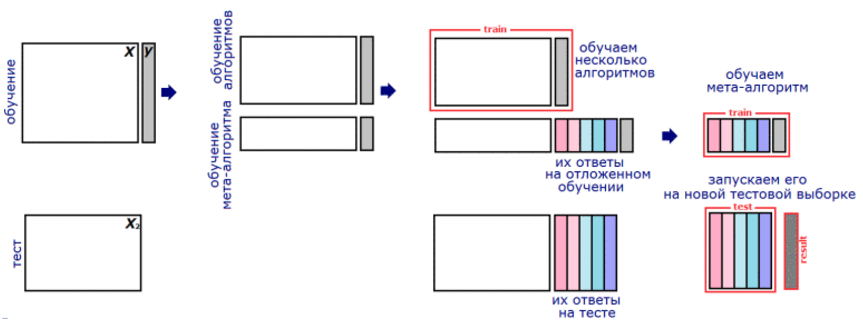 обучение
X
y
обучение
алгоритмов
обучение
мета-алгоритма
train
обучаем
несколько
алгоритмов
их ответы
на отложенном
обучении
обучаем
мета-алгоритм
train
тест
X₂
их ответы
на тесте
запускаем его
на новой тестовой выборке
test
result